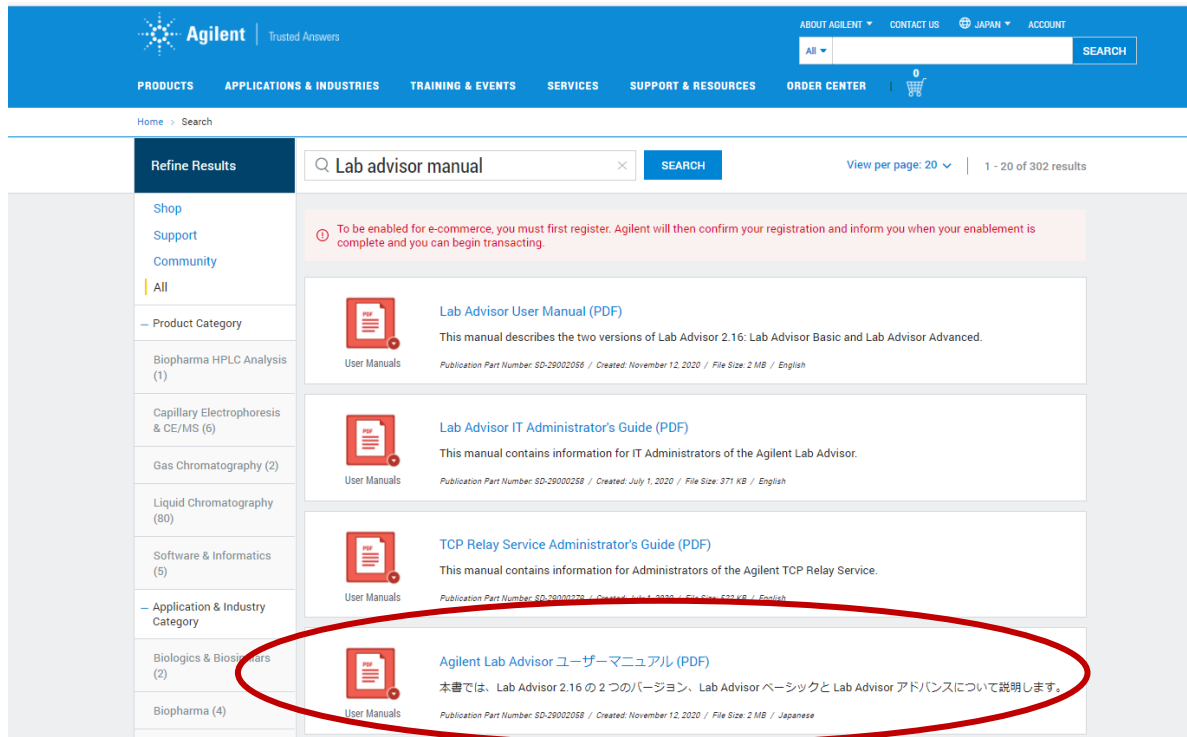 Agilent | Trusted Answers
ABOUT AGILENT CONTACT US JAPAN ACCOUNT
All SEARCH
PRODUCTS APPLICATIONS & INDUSTRIES TRAINING & EVENTS SERVICES SUPPORT & RESOURCES ORDER CENTER | 0
Home > Search
Refine Results
Lab advisor manual × SEARCH
View per page: 20 | 1 - 20 of 302 results
Shop
Support
Community
All
To be enabled for e-commerce, you must first register. Agilent will then confirm your registration and inform you when your enablement is
complete and you can begin transacting.
– Product Category
Biopharma HPLC Analysis
(1)
Capillary Electrophoresis
& CE/MS (6)
Gas Chromatography (2)
Liquid Chromatography
(80)
Software & Informatics
(5)
– Application & Industry
Category
Biologics & Biosimilars
(2)
Biopharma (4)
PDF
User Manuals
Lab Advisor User Manual (PDF)
This manual describes the two versions of Lab Advisor 2.16: Lab Advisor Basic and Lab Advisor Advanced.
Publication Part Number: SD-29002056 / Created: November 12, 2020 / File Size: 2 MB / English
PDF
User Manuals
Lab Advisor IT Administrator's Guide (PDF)
This manual contains information for IT Administrators of the Agilent Lab Advisor.
Publication Part Number: SD-29000258 / Created: July 1, 2020 / File Size: 371 KB / English
PDF
User Manuals
TCP Relay Service Administrator's Guide (PDF)
This manual contains information for Administrators of the Agilent TCP Relay Service.
Publication Part Number: SD-29000279 / Created: July 1, 2020 / File Size: 522 KB / English
PDF
User Manuals
Agilent Lab Advisor ユーザーマニュアル (PDF)
本書では、Lab Advisor 2.16 の 2 つのバージョン、Lab Advisor ベーシックと Lab Advisor アドバンスについて説明します。
Publication Part Number: SD-29002058 / Created: November 12, 2020 / File Size: 2 MB / Japanese